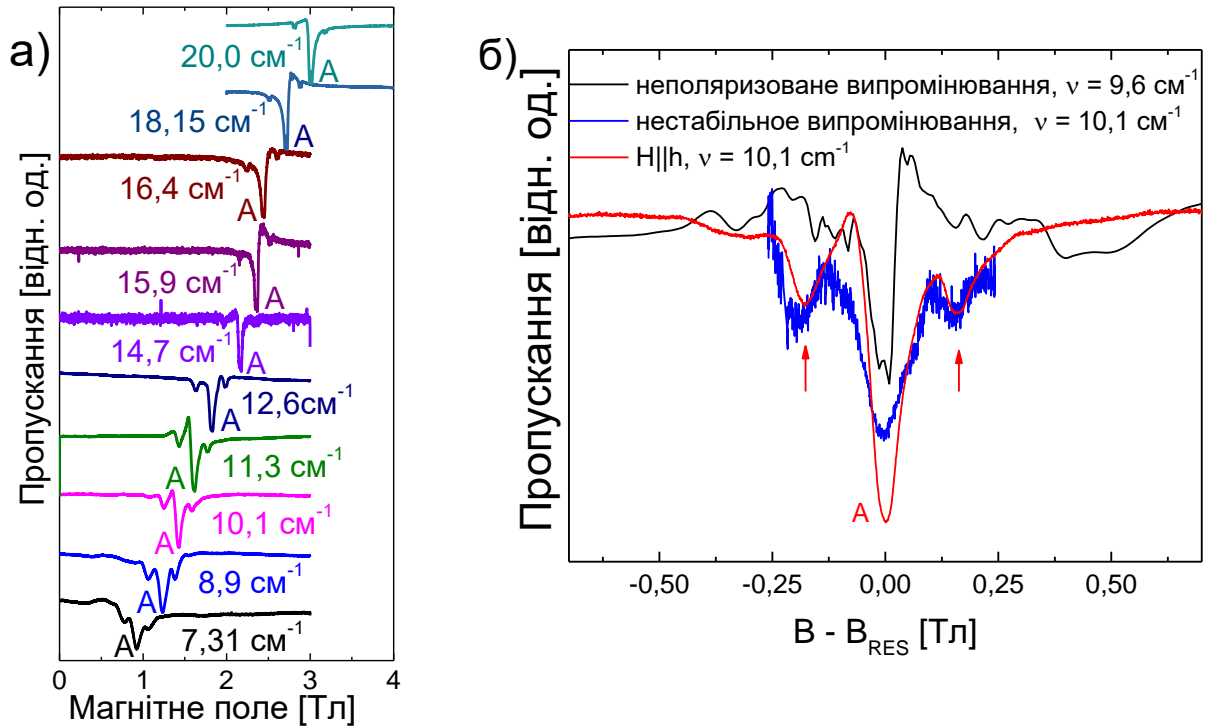 а)
Пропускання [відн. од.]
20,0 см-1
A
18,15 см-1
A
16,4 см-1
A
15,9 см-1
A
14,7 см-1
A
12,6см-1
A
11,3 см-1
A
10,1 см-1
A
8,9 см-1
A
7,31 см-1
A
0 1 2 3 4
Магнітне поле [Тл]
б)
Пропускання [відн. од.]
неполяризоване випромінювання, ν = 9,6 см-1
нестабільное випромінювання, ν = 10,1 см-1
H||h, ν = 10,1 cm-1
A
-0,50 -0,25 0,00 0,25 0,50
B - BRES [Тл]